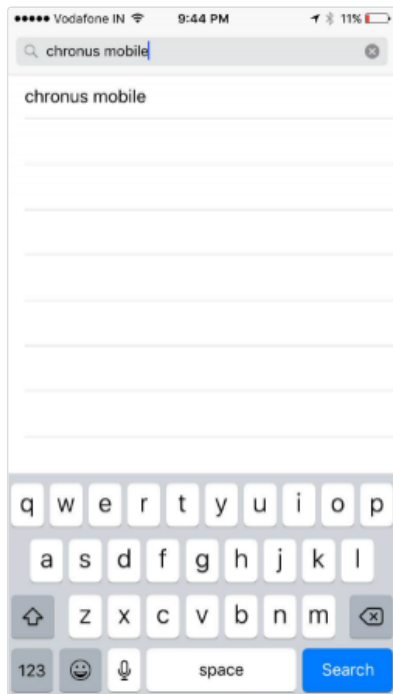 Vodafone IN 9:44 PM 11%
chronus mobile
chronus mobile
q w e r t y u i o p
a s d f g h j k l
z x c v b n m
123 space Search